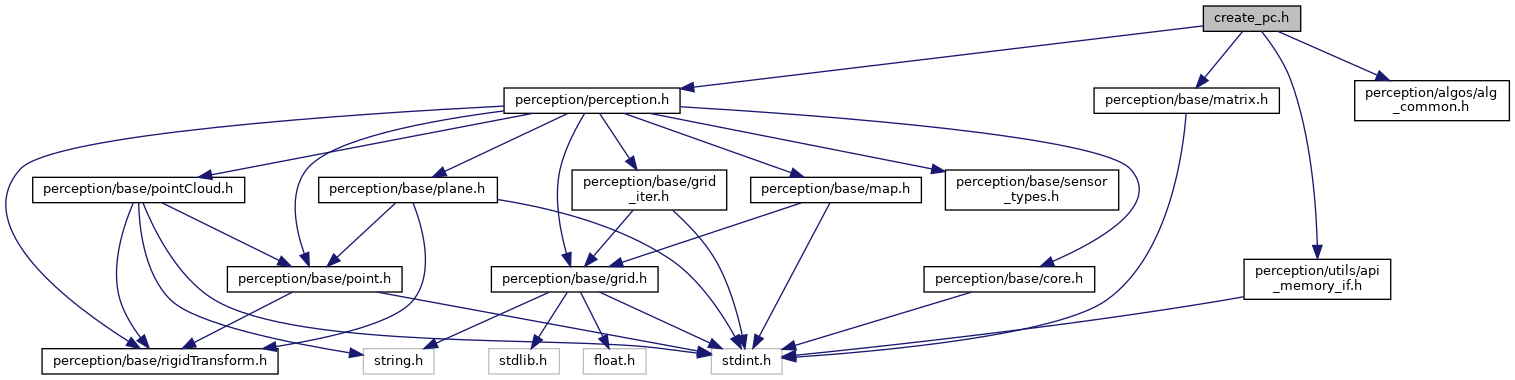 create_pc.h
perception/perception.h
perception/base/matrix.h
perception/algos/alg
_common.h
perception/base/pointCloud.h
perception/base/plane.h
perception/base/grid
_iter.h
perception/base/map.h
perception/base/sensor
_types.h
perception/base/point.h
perception/base/grid.h
perception/base/core.h
perception/utils/api
_memory_if.h
perception/base/rigidTransform.h
string.h
stdlib.h
float.h
stdint.h